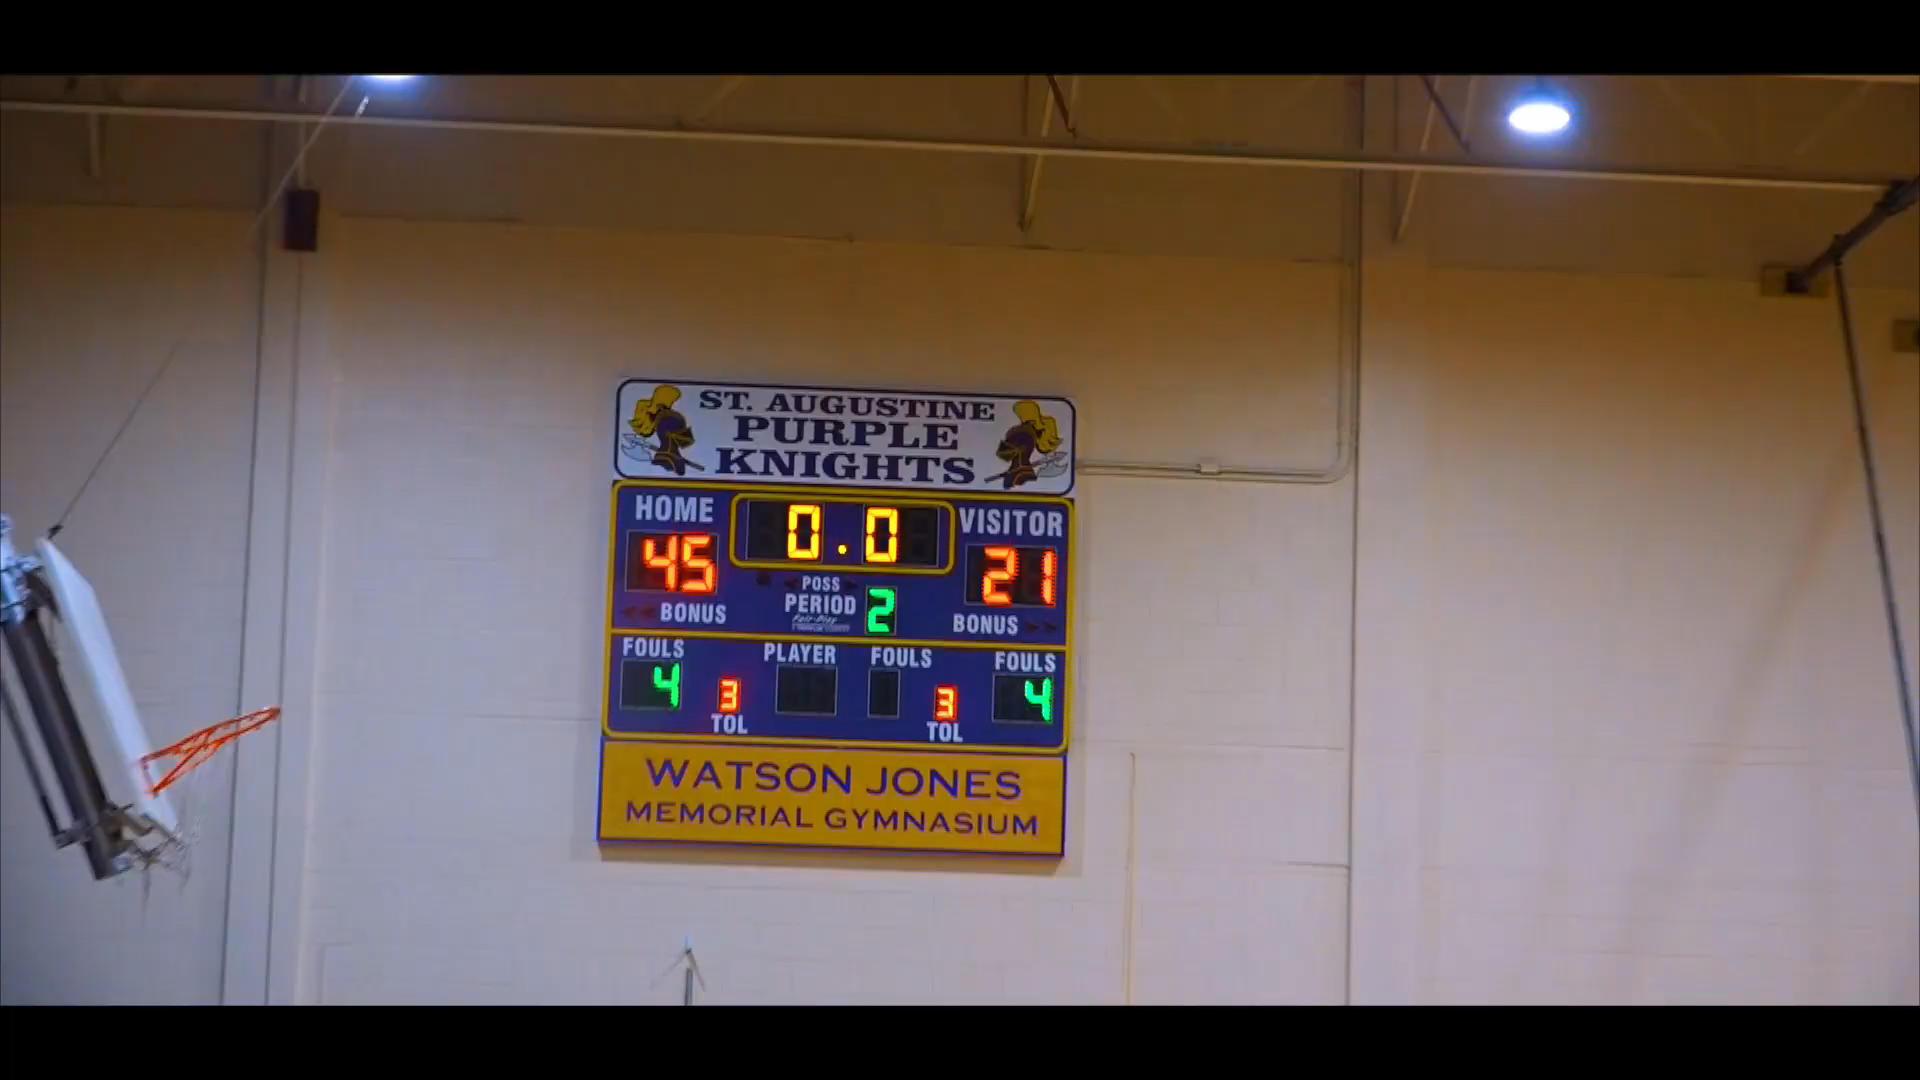 ST. AUGUSTINE
PURPLE
KNIGHTS
HOME
0.0
VISITOR
45
21
POSS
PERIOD 2
BONUS
BONUS
FOULS
PLAYER
FOULS
FOULS
4
3
3
4
TOL
TOL
WATSON JONES
MEMORIAL GYMNASIUM